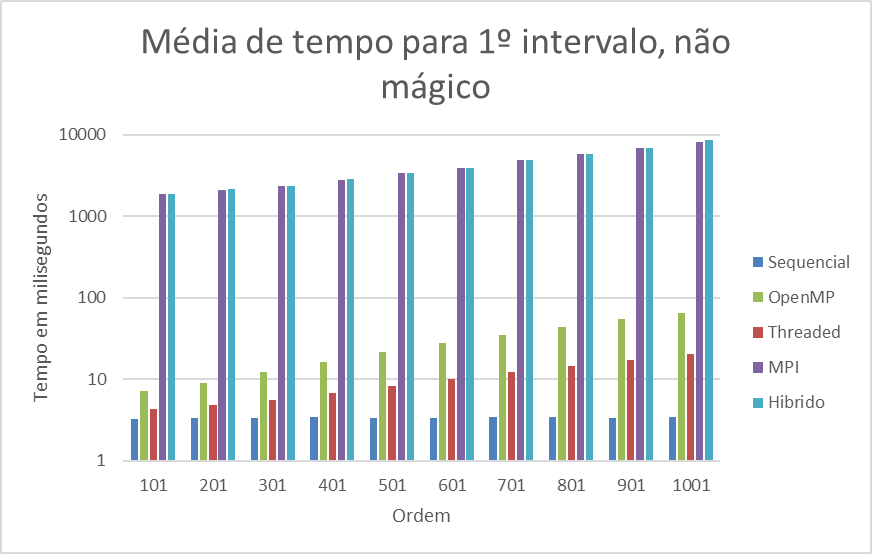 Média de tempo para 1º intervalo, não
mágico
Tempo em milisegundos
10000
1000
100
10
1
101 201 301 401 501 601 701 801 901 1001
Ordem
Sequencial
OpenMP
Threaded
MPI
Hibrido